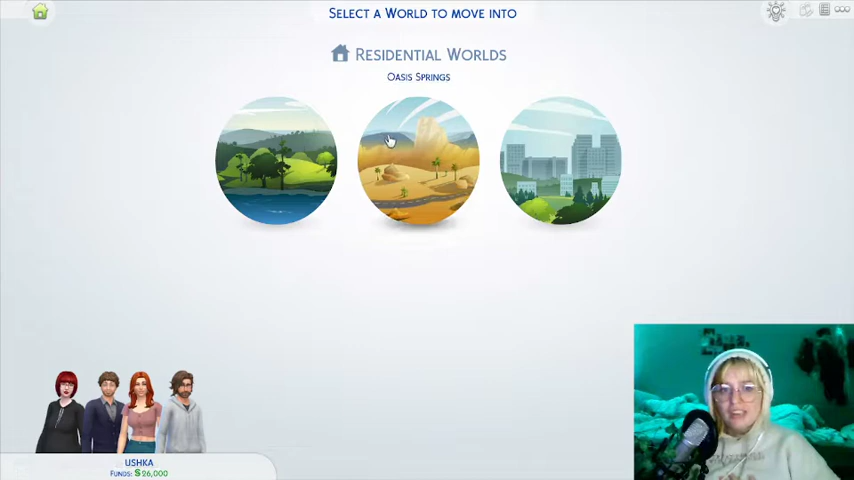 Select a World to move into
Residential Worlds
Oasis Springs
Ushka
Funds: $26,000